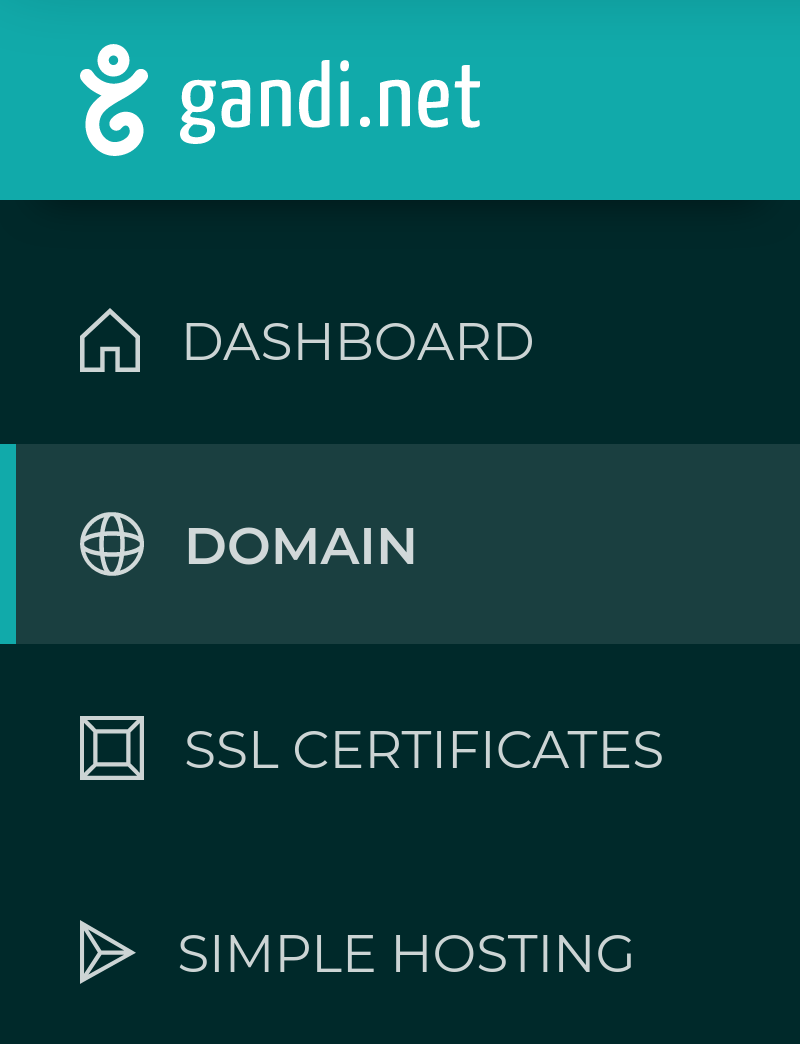 gandi.net
DASHBOARD
DOMAIN
SSL CERTIFICATES
SIMPLE HOSTING